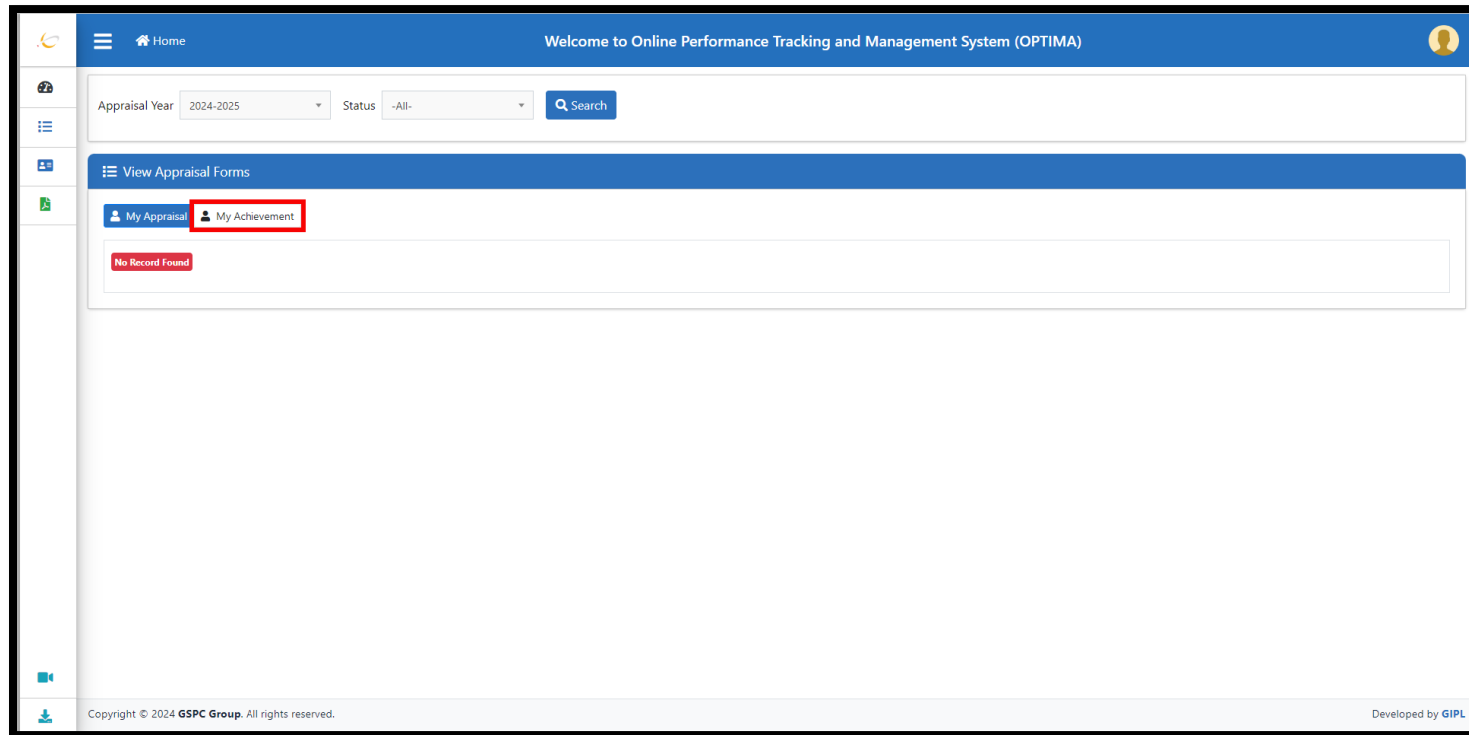 Home
Welcome to Online Performance Tracking and Management System (OPTIMA)
Appraisal Year 2024-2025 Status -All- Search
View Appraisal Forms
My Appraisal My Achievement
No Record Found
Copyright © 2024 GSPC Group. All rights reserved. Developed by GIPL